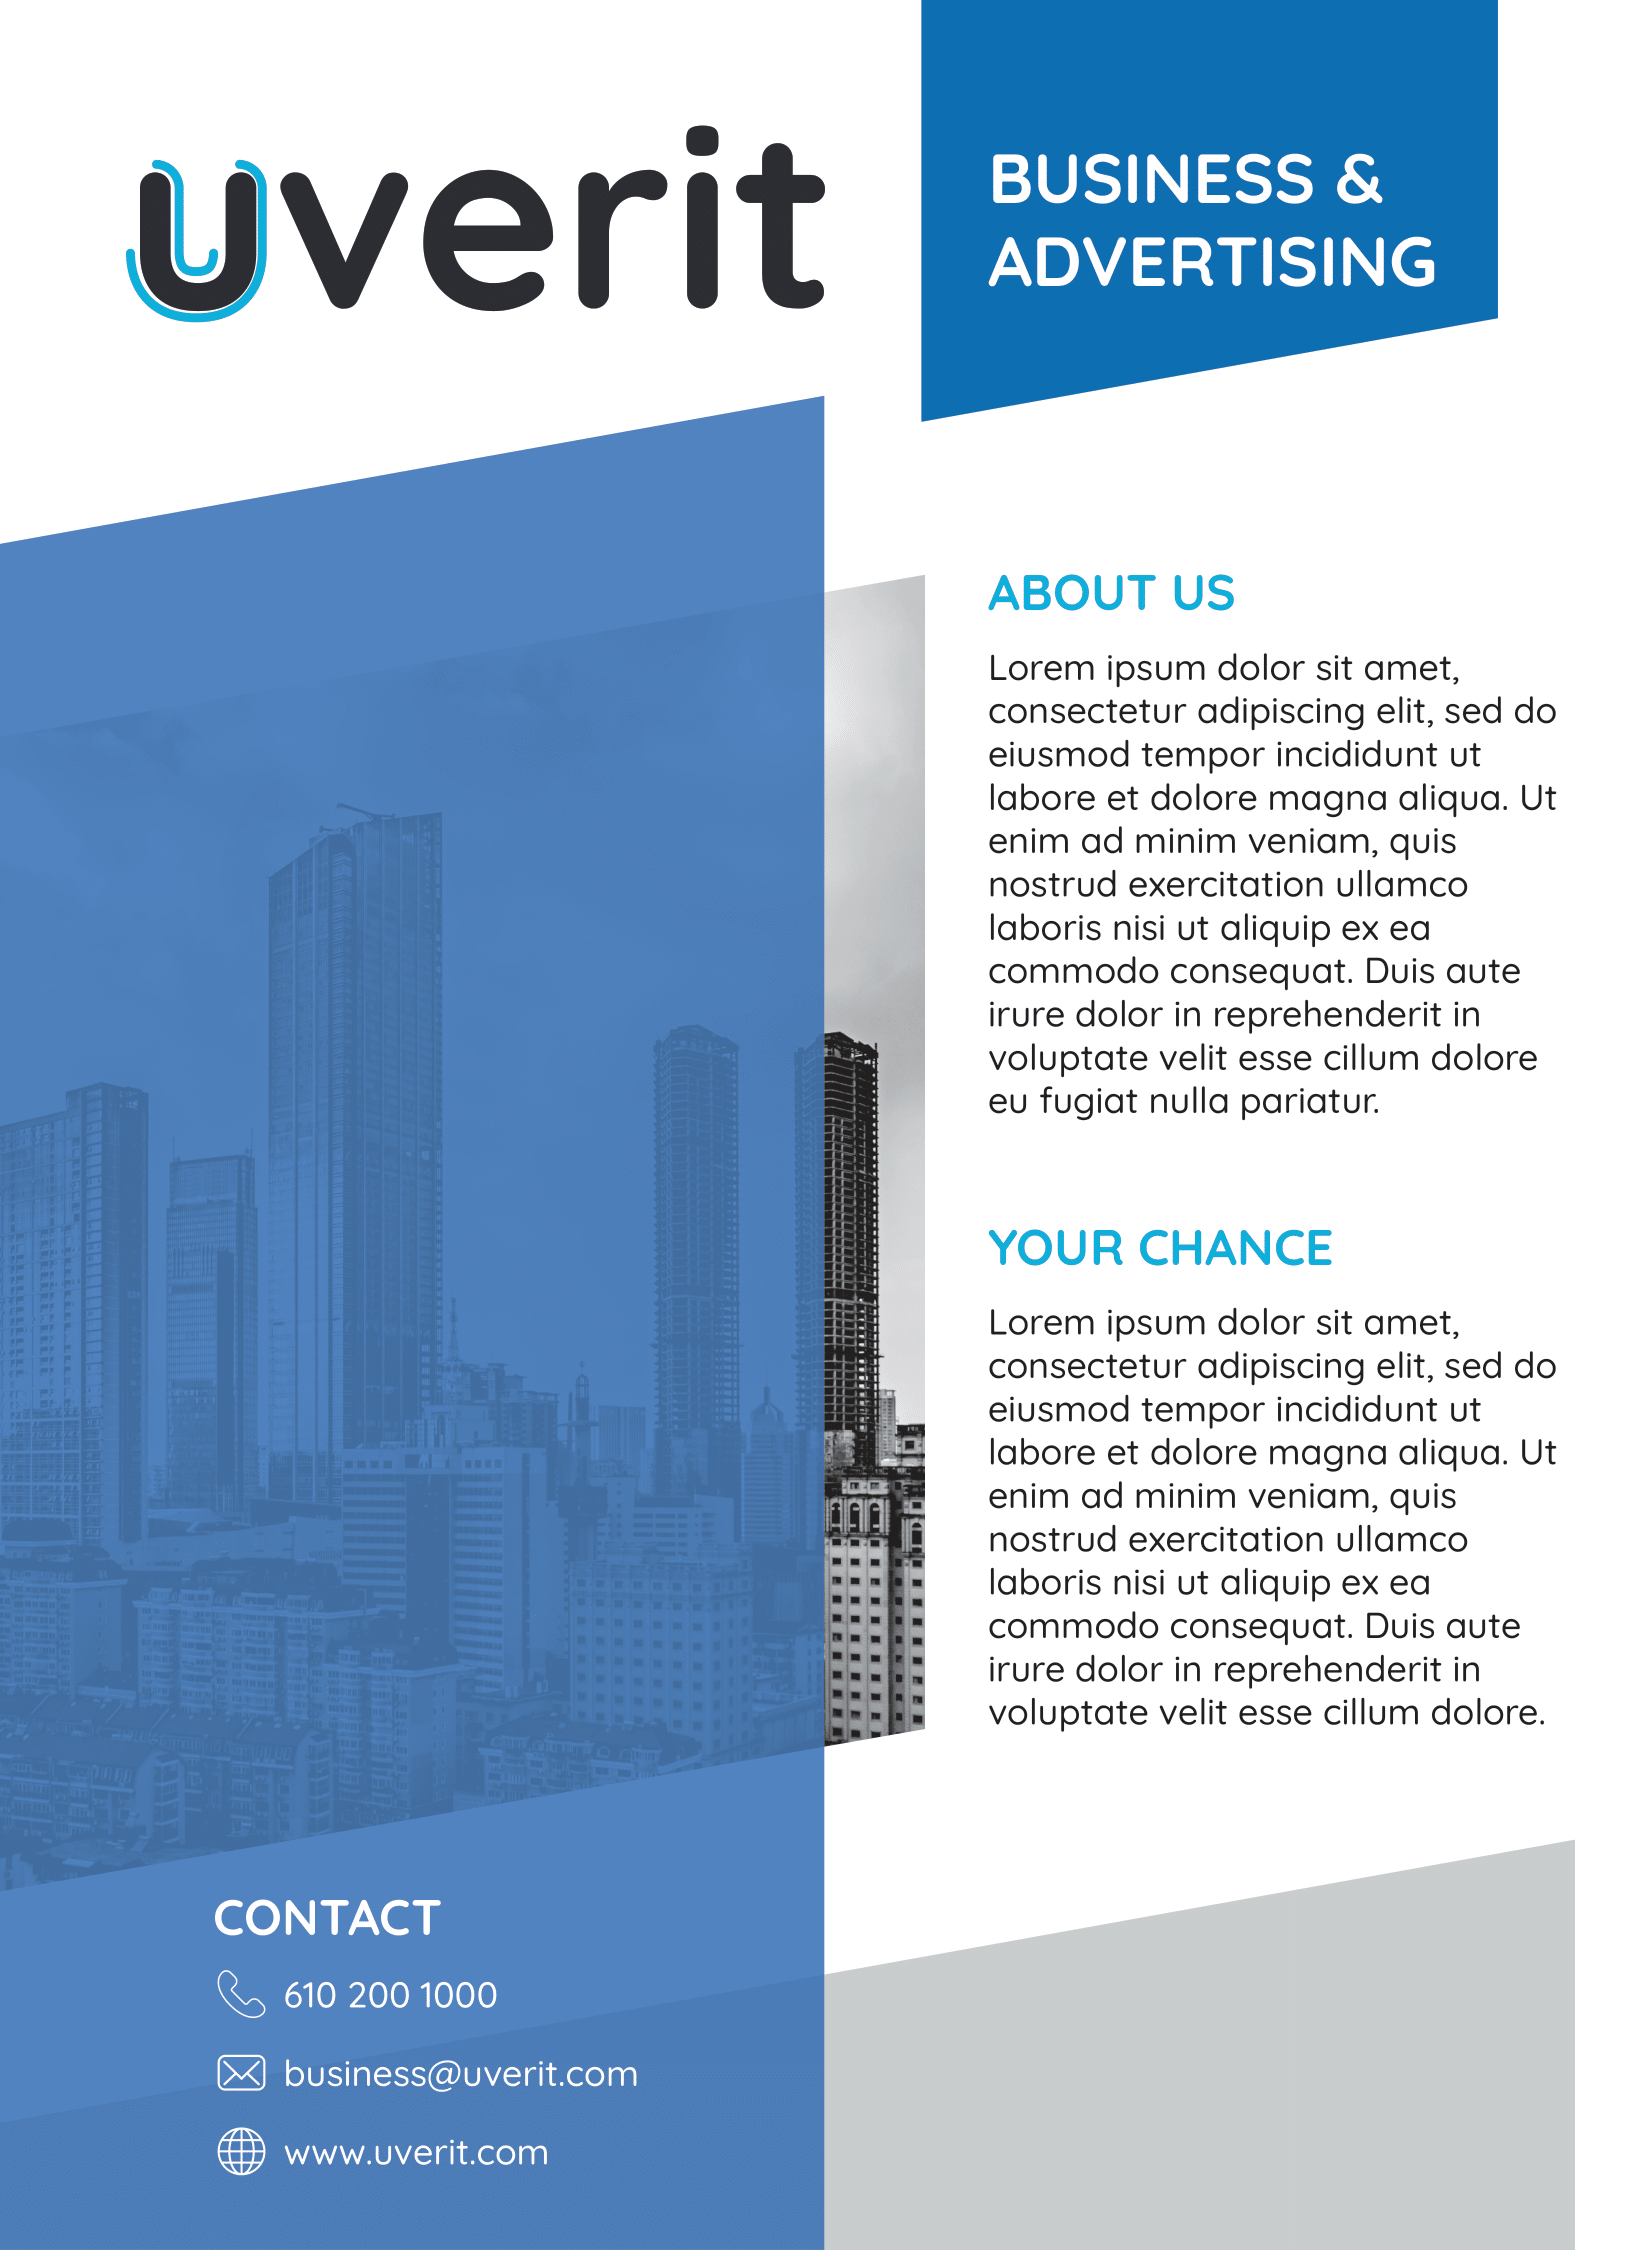 uverit
BUSINESS &
ADVERTISING
ABOUT US
Lorem ipsum dolor sit amet,
consectetur adipiscing elit, sed do
eiusmod tempor incididunt ut
labore et dolore magna aliqua. Ut
enim ad minim veniam, quis
nostrud exercitation ullamco
laboris nisi ut aliquip ex ea
commodo consequat. Duis aute
irure dolor in reprehenderit in
voluptate velit esse cillum dolore
eu fugiat nulla pariatur.
YOUR CHANCE
Lorem ipsum dolor sit amet,
consectetur adipiscing elit, sed do
eiusmod tempor incididunt ut
labore et dolore magna aliqua. Ut
enim ad minim veniam, quis
nostrud exercitation ullamco
laboris nisi ut aliquip ex ea
commodo consequat. Duis aute
irure dolor in reprehenderit in
voluptate velit esse cillum dolore.
CONTACT
610 200 1000
business@uverit.com
www.uverit.com